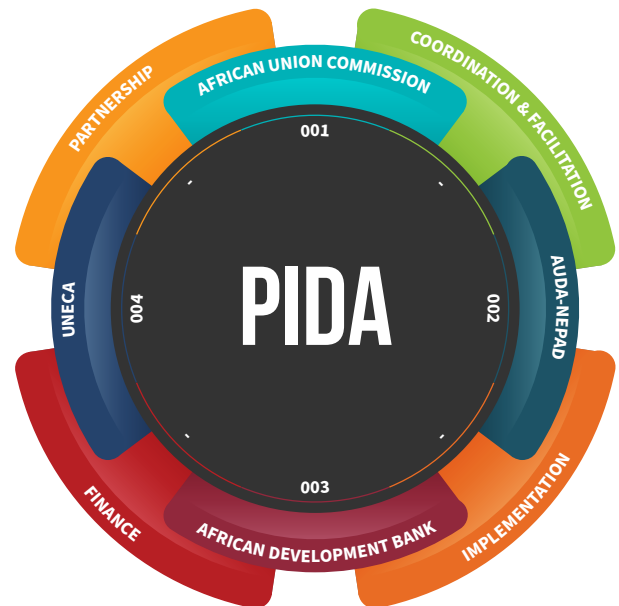 COORDINATION & FACILITATION
PARTNERSHIP
AFRICAN UNION COMMISSION
001
-
-
PIDA
UNECA
004
002
AUDA-NEPAD
-
-
003
AFRICAN DEVELOPMENT BANK
FINANCE
IMPLEMENTATION